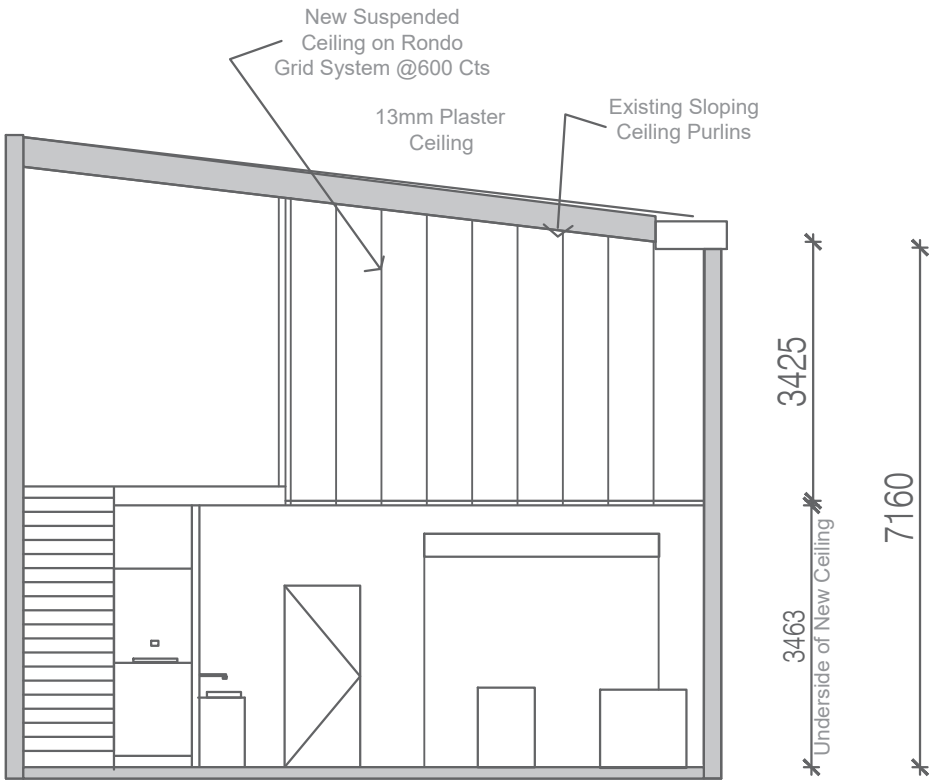 New Suspended
Ceiling on Rondo
Grid System @600 Cts
13mm Plaster
Ceiling
Existing Sloping
Ceiling Purlins
3425
7160
3463
Underside of New Ceiling